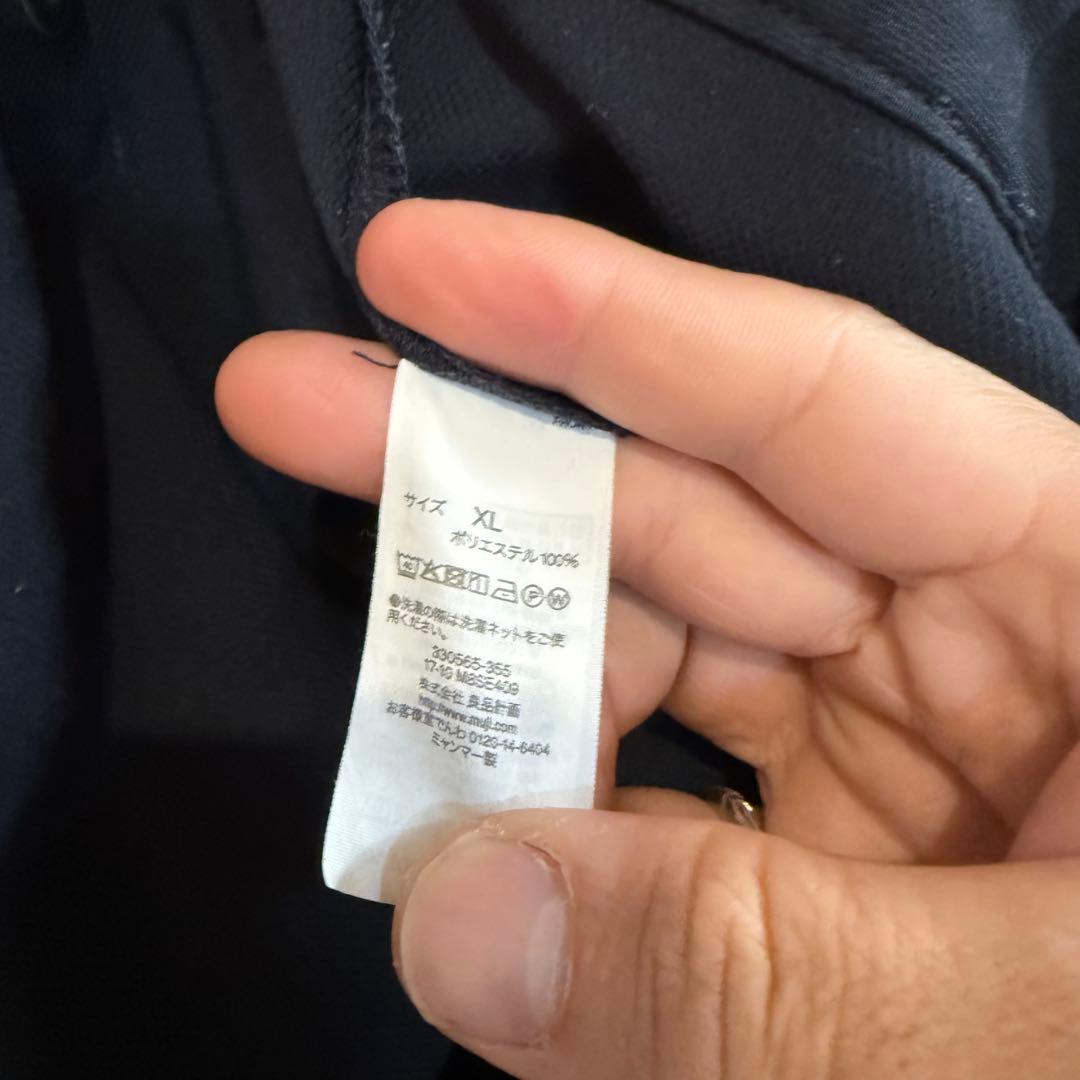 サイズ XL
ポリエステル100%
40 P W
●洗濯の際は洗濯ネットをご使
用ください。
330565-355
17-10 M8SE409
株式会社 良品計画
http://www.muji.com
お客様室でんわ 0120-14-6404
ミャンマー製